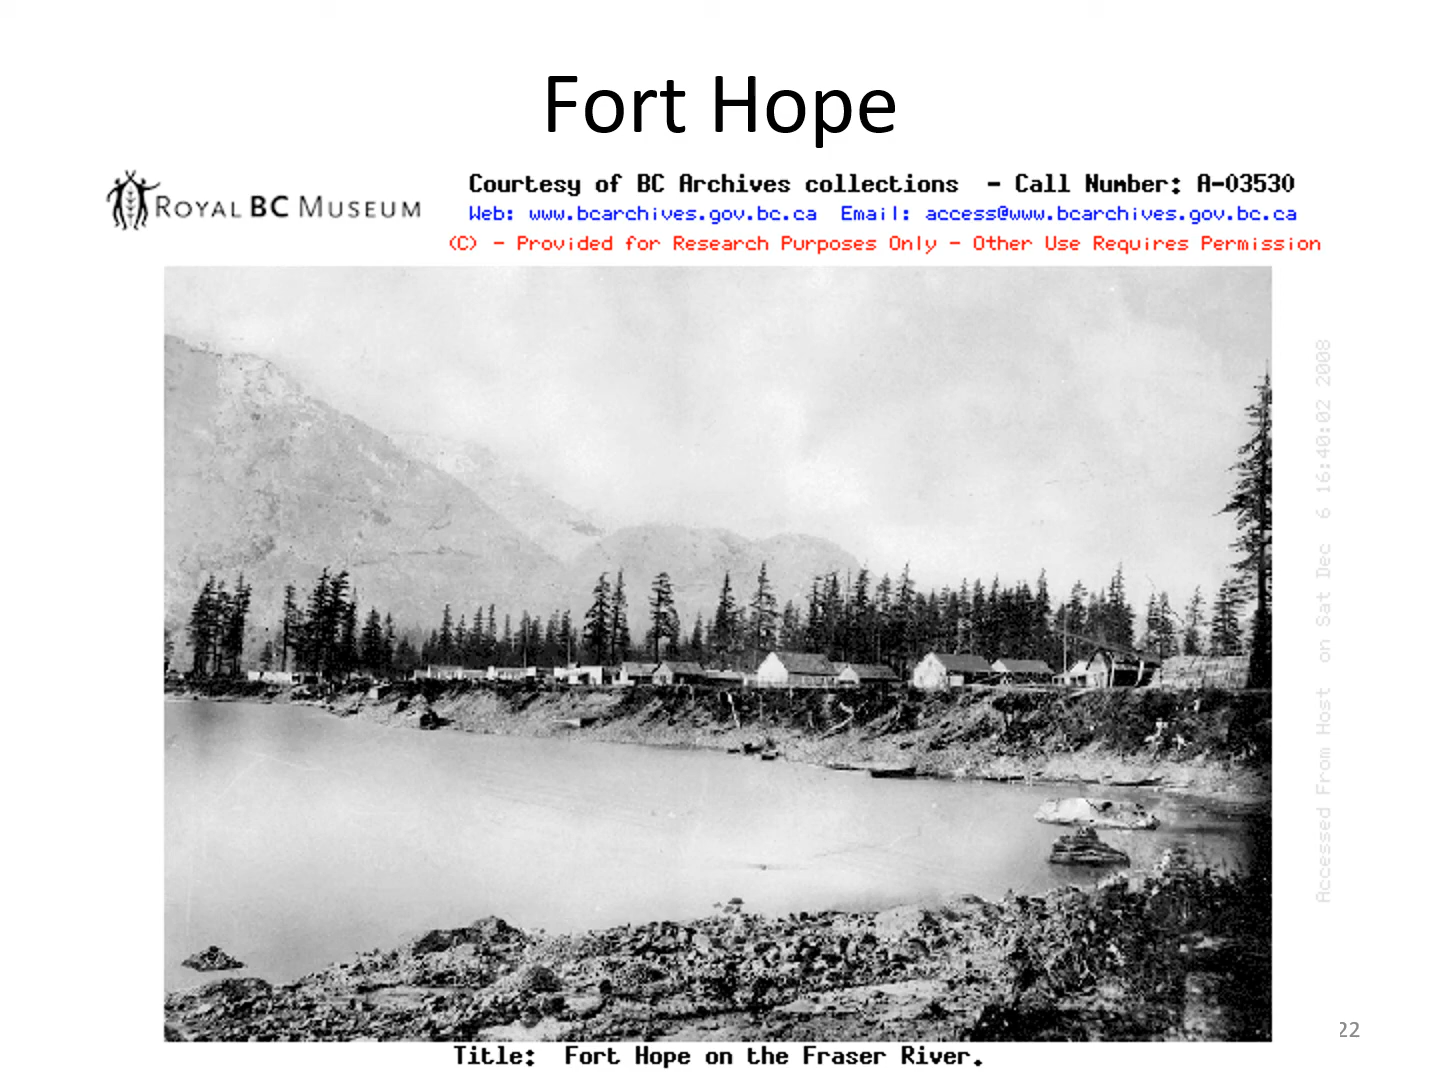 Fort Hope
ROYAL BC MUSEUM
Courtesy of BC Archives collections - Call Number: A-03530
Web: www.bcarchives.gov.bc.ca Email: access@www.bcarchives.gov.bc.ca
(C) - Provided for Research Purposes Only - Other Use Requires Permission
Accessed From Host on Sat Dec 6 16:40:02 2008
22
Title: Fort Hope on the Fraser River.